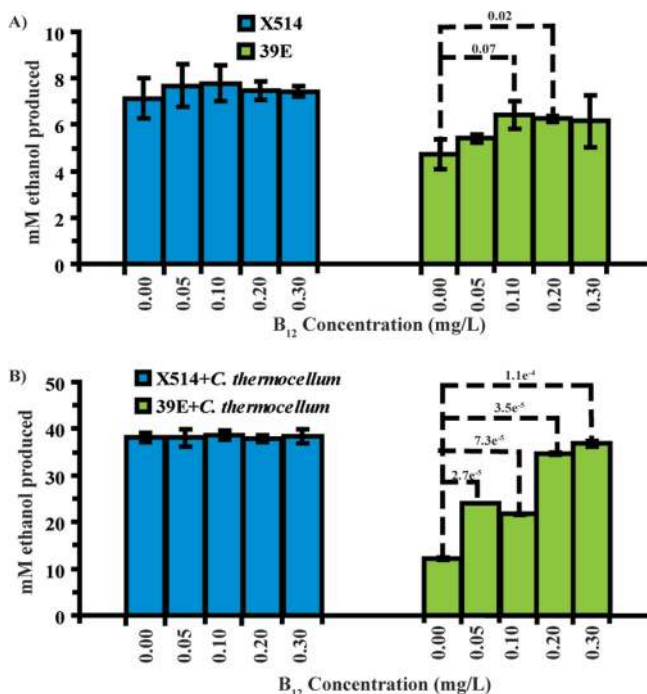 A)
X514
39E
0.02
0.07
mM ethanol produced
10
8
6
4
2
0
0.00 0.05 0.10 0.20 0.30 0.00 0.05 0.10 0.20 0.30
B₁₂ Concentration (mg/L)
B)
X514+C. thermocellum
39E+C. thermocellum
1.1e⁻⁴
3.5e⁻⁵
7.3e⁻⁵
2.7e⁻⁵
mM ethanol produced
50
40
30
20
10
0
0.00 0.05 0.10 0.20 0.30 0.00 0.05 0.10 0.20 0.30
B₁₂ Concentration (mg/L)